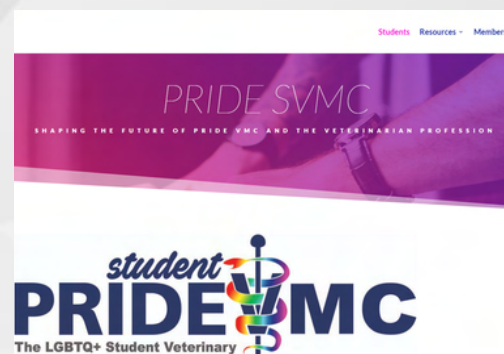 Students Resources Member
PRIDE SVMC
SHAPING THE FUTURE OF PRIDE VMC AND THE VETERINARIAN PROFESSION
student
PRIDE VMC
The LGBTQ+ Student Veterinary